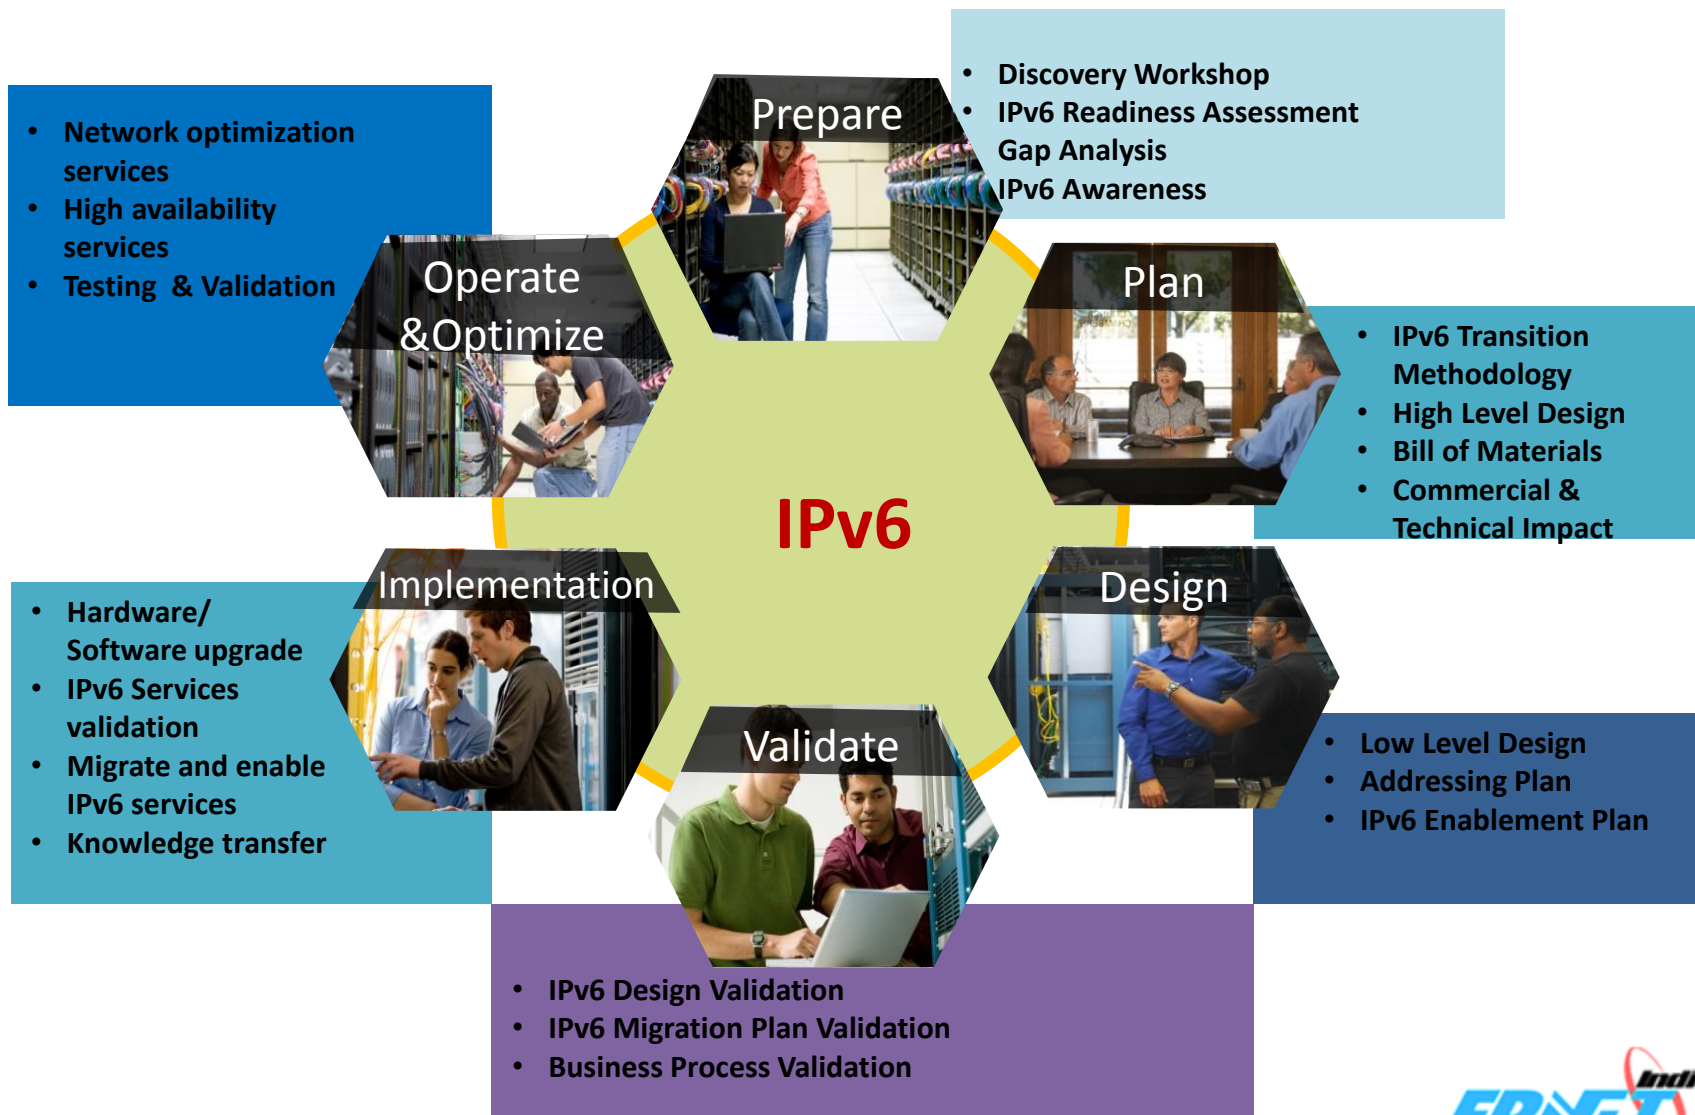 Prepare
• Discovery Workshop
• IPv6 Readiness Assessment
Gap Analysis
IPv6 Awareness
Plan
• IPv6 Transition
Methodology
• High Level Design
• Bill of Materials
• Commercial &
Technical Impact
Design
• Low Level Design
• Addressing Plan
• IPv6 Enablement Plan
Validate
• IPv6 Design Validation
• IPv6 Migration Plan Validation
• Business Process Validation
Implementation
• Hardware/
Software upgrade
• IPv6 Services
validation
• Migrate and enable
IPv6 services
• Knowledge transfer
Operate
&Optimize
• Network optimization
services
• High availability
services
• Testing & Validation
IPv6